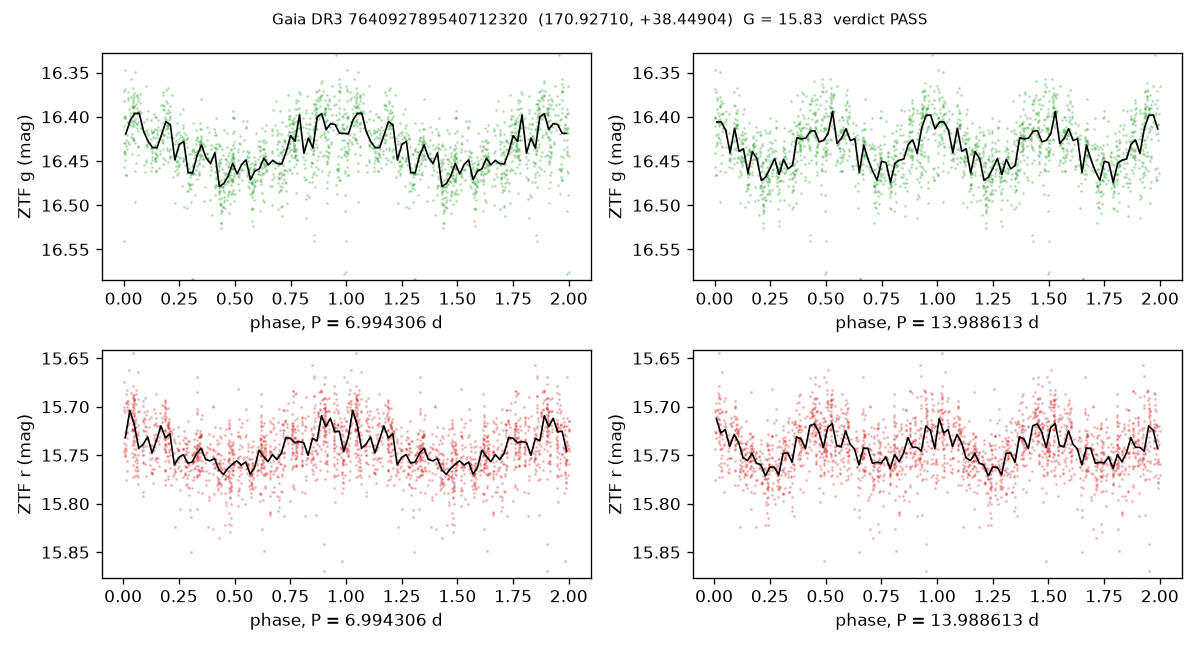 Gaia DR3 764092789540712320  (170.92710, +38.44904)  G = 15.83  verdict PASS
ZTF g (mag)
16.35
16.40
16.45
16.50
16.55
0.00 0.25 0.50 0.75 1.00 1.25 1.50 1.75 2.00
phase, P = 6.994306 d
ZTF g (mag)
16.35
16.40
16.45
16.50
16.55
0.00 0.25 0.50 0.75 1.00 1.25 1.50 1.75 2.00
phase, P = 13.988613 d
ZTF r (mag)
15.65
15.70
15.75
15.80
15.85
0.00 0.25 0.50 0.75 1.00 1.25 1.50 1.75 2.00
phase, P = 6.994306 d
ZTF r (mag)
15.65
15.70
15.75
15.80
15.85
0.00 0.25 0.50 0.75 1.00 1.25 1.50 1.75 2.00
phase, P = 13.988613 d